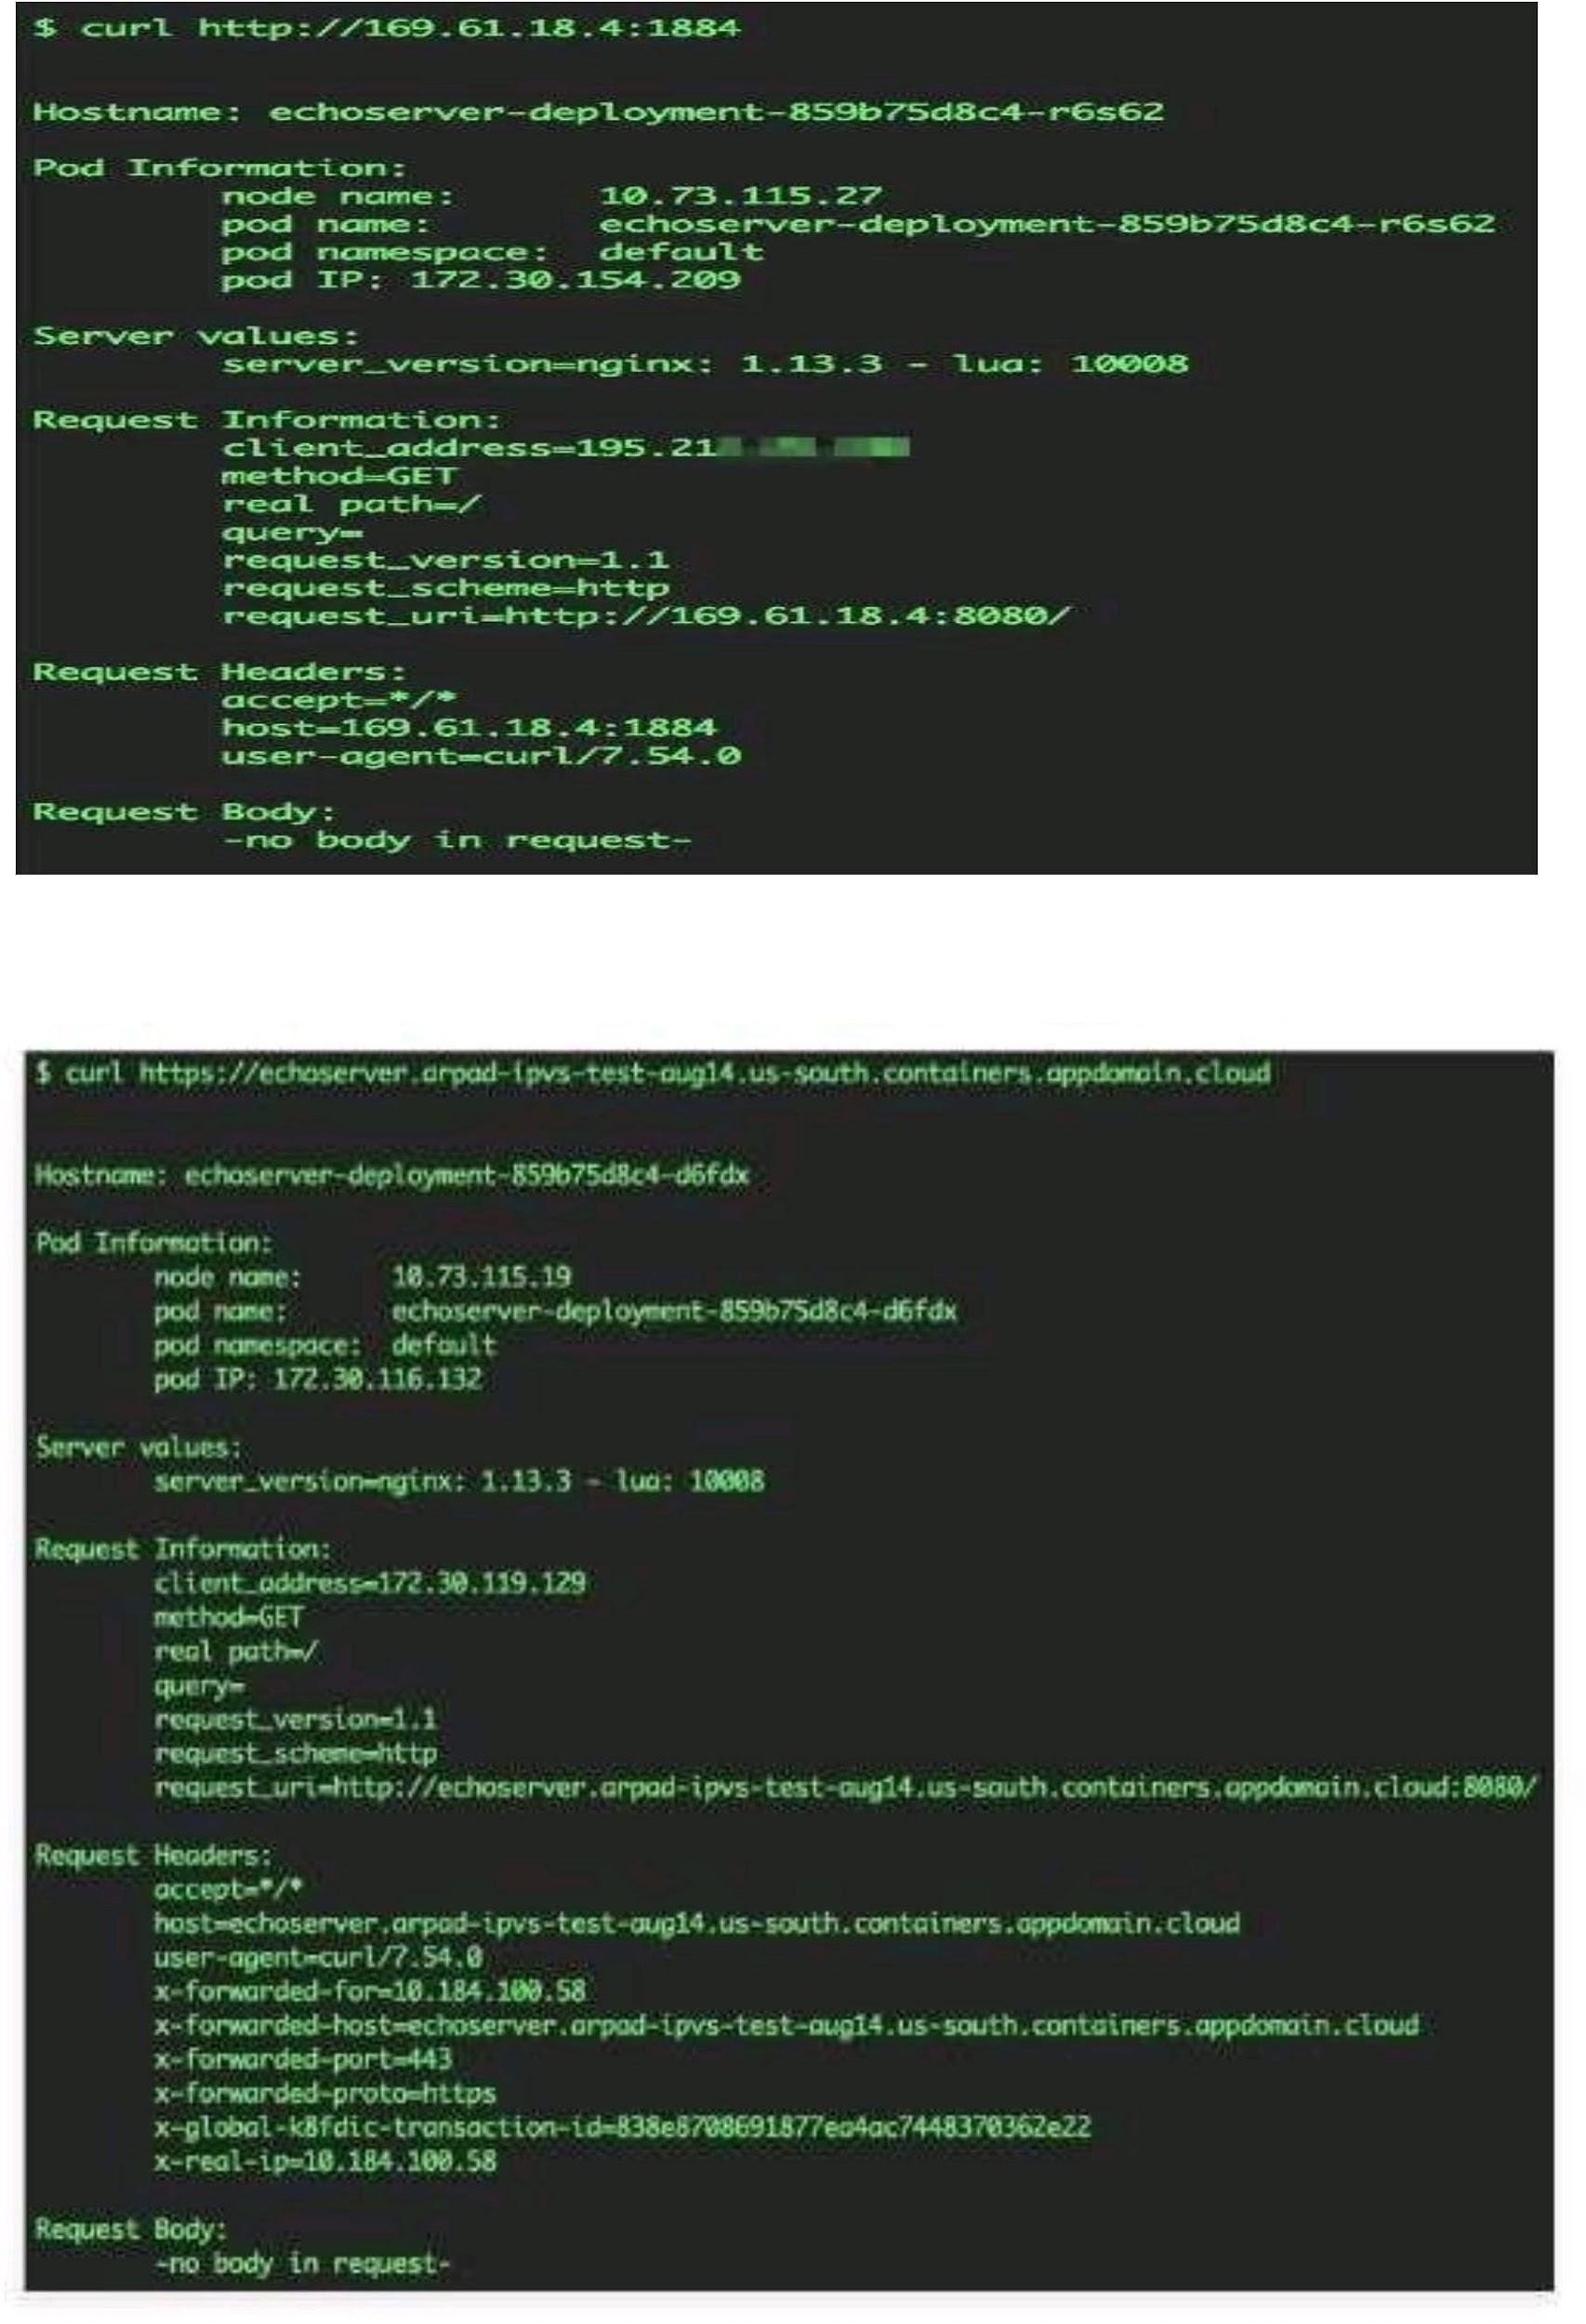 $ curl http://169.61.18.4:1884
Hostname: echoserver-deployment-859b75d8c4-r6s62
Pod Information:
node name: 10.73.115.27
pod name: echoserver-deployment-859b75d8c4-r6s62
pod namespace: default
pod IP: 172.30.154.209
Server values:
server_version=nginx: 1.13.3 - lua: 10008
Request Information:
client_address=195.21
method=GET
real path=/
query=
request_version=1.1
request_scheme=http
request_uri=http://169.61.18.4:8080/
Request Headers:
accept=*/*
host=169.61.18.4:1884
user-agent=curl/7.54.0
Request Body:
-no body in request-
$ curl https://echoserver.arpad-ipvs-test-aug14.us-south.containers.appdomain.cloud
Hostname: echoserver-deployment-859b75d8c4-d6fdx
Pod Information:
node name: 10.73.115.19
pod name: echoserver-deployment-859b75d8c4-d6fdx
pod namespace: default
pod IP: 172.30.116.132
Server values:
server_version=nginx: 1.13.3 - lua: 10008
Request Information:
client_address=172.30.119.129
method=GET
real path=/
query=
request_version=1.1
request_scheme=http
request_uri=http://echoserver.arpad-ipvs-test-aug14.us-south.containers.appdomain.cloud:8080/
Request Headers:
accept=*/*
host=echoserver.arpad-ipvs-test-aug14.us-south.containers.appdomain.cloud
user-agent=curl/7.54.0
x-forwarded-for=10.184.100.58
x-forwarded-host=echoserver.arpad-ipvs-test-aug14.us-south.containers.appdomain.cloud
x-forwarded-port=443
x-forwarded-proto=https
x-global-k8fdic-transaction-id=838e8708691877ea4ac7448370362e22
x-real-ip=10.184.100.58
Request Body:
-no body in request-